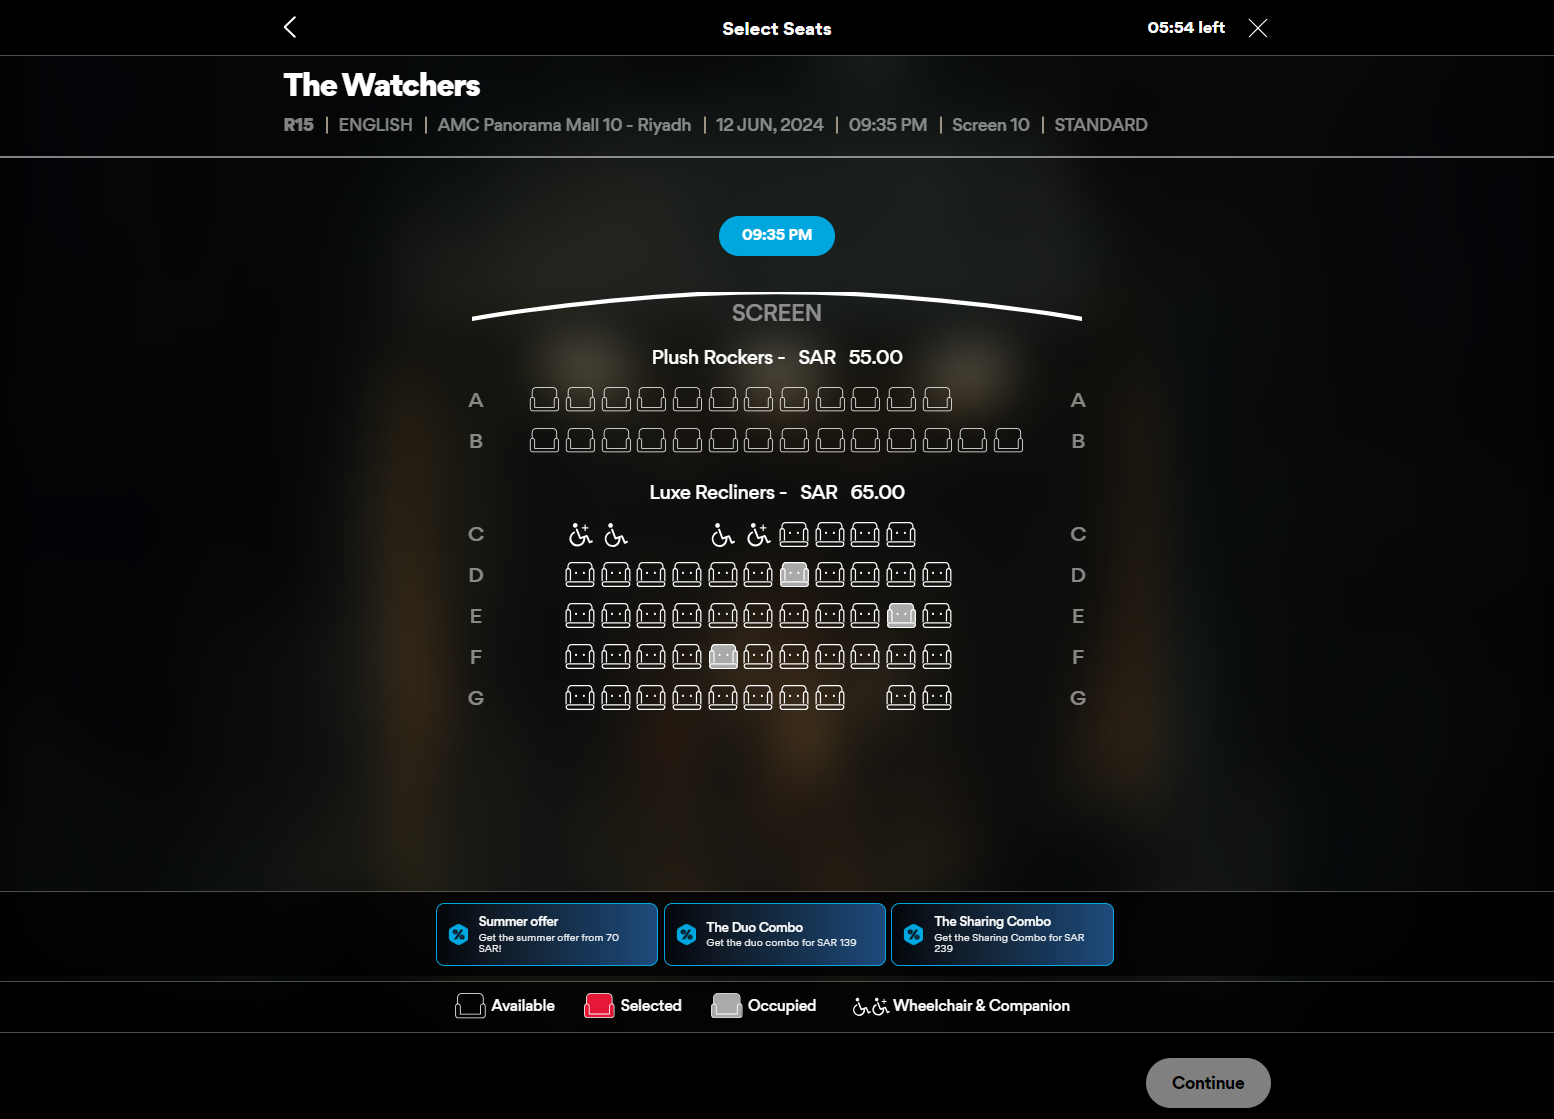 Select Seats
05:54 left
The Watchers
R15 | ENGLISH | AMC Panorama Mall 10 - Riyadh | 12 JUN, 2024 | 09:35 PM | Screen 10 | STANDARD
09:35 PM
SCREEN
Plush Rockers - SAR 55.00
A A
B B
Luxe Recliners - SAR 65.00
C C
D D
E E
F F
G G
Summer offer
Get the summer offer from 70
SAR!
The Duo Combo
Get the duo combo for SAR 139
The Sharing Combo
Get the Sharing Combo for SAR
239
Available Selected Occupied Wheelchair & Companion
Continue